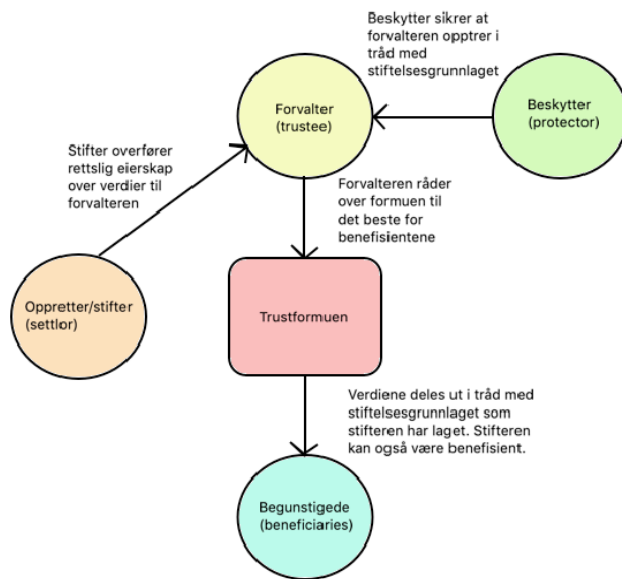 Beskytter sikrer at
forvalteren opptrer i
tråd med
stiftelsesgrunnlaget
Forvalter
(trustee)
Beskytter
(protector)
Stifter overfører
rettslig eierskap
over verdier til
forvalteren
Forvalteren råder
over formuen til
det beste for
benefisientene
Oppretter/stifter
(settlor)
Trustformuen
Verdiene deles ut i tråd med
stiftelsesgrunnlaget som
stifteren har laget. Stifteren
kan også være benefisient.
Begunstigede
(beneficiaries)